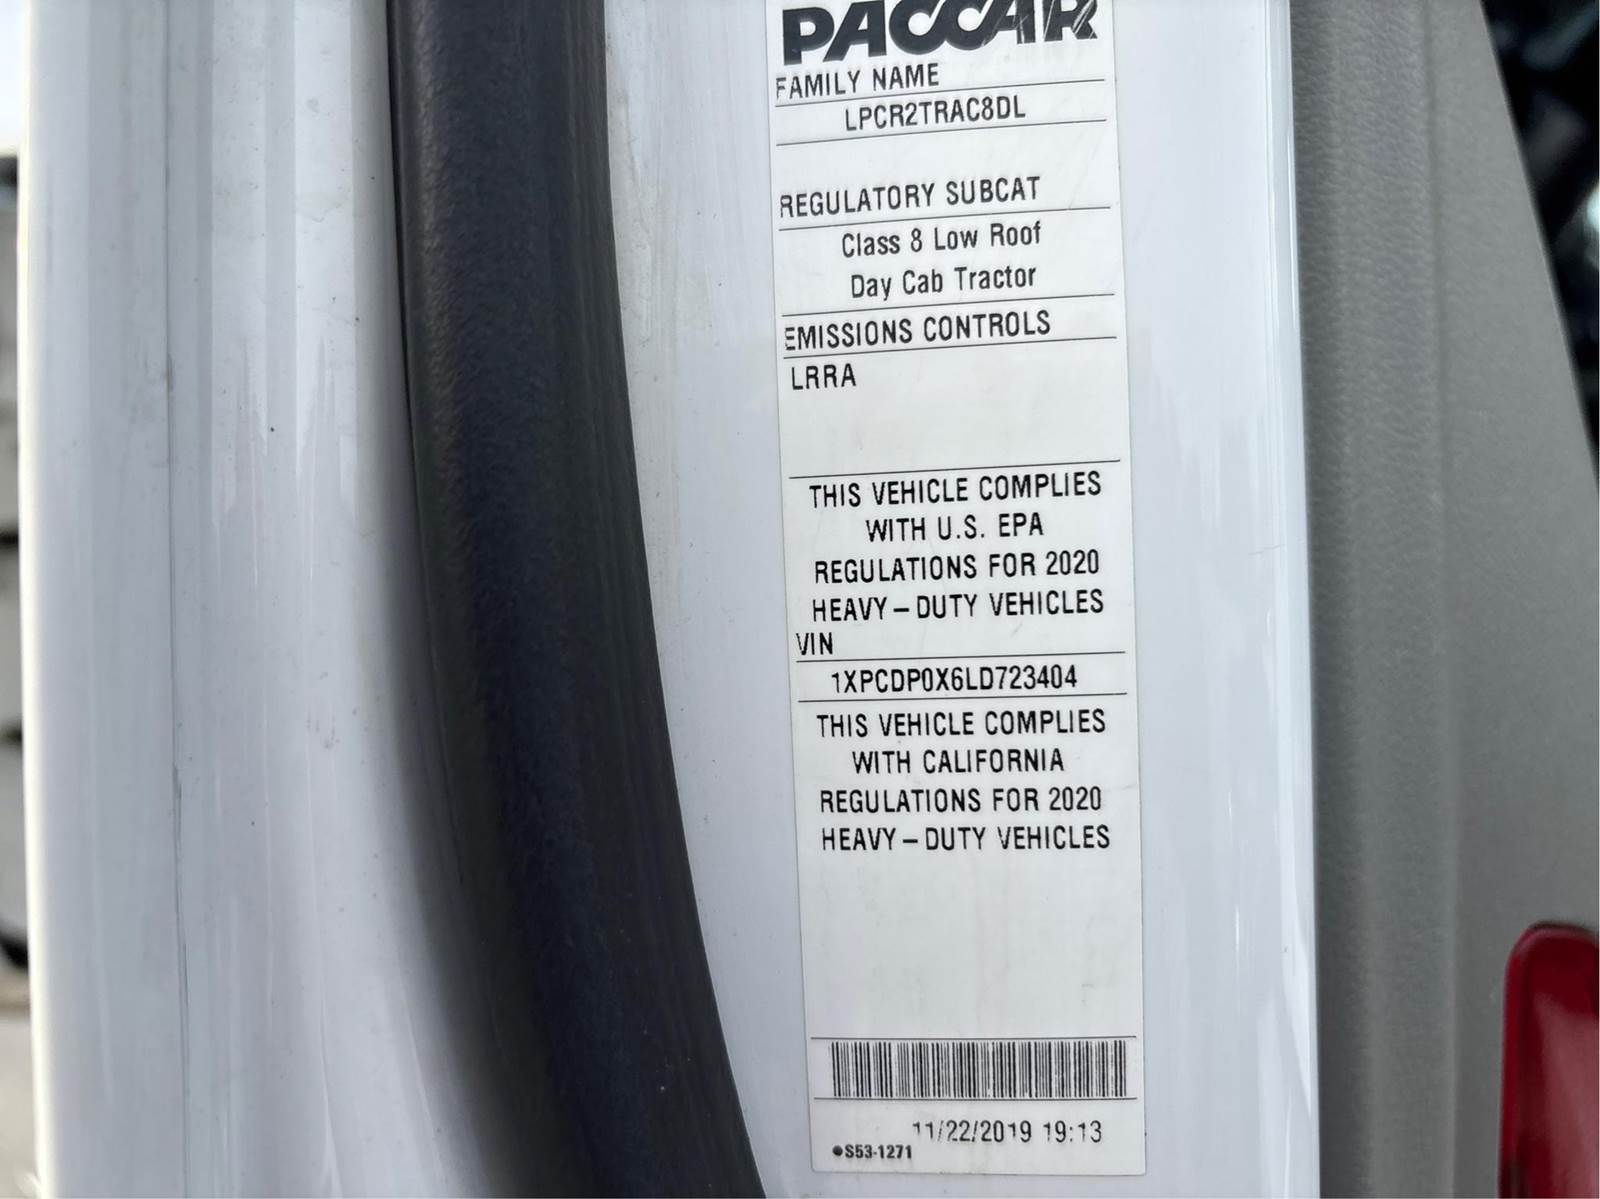 PACCAR
FAMILY NAME
LPCR2TRAC8DL
REGULATORY SUBCAT
Class 8 Low Roof
Day Cab Tractor
EMISSIONS CONTROLS
LRRA
THIS VEHICLE COMPLIES
WITH U.S. EPA
REGULATIONS FOR 2020
HEAVY-DUTY VEHICLES
VIN
1XPCDP0X6LD723404
THIS VEHICLE COMPLIES
WITH CALIFORNIA
REGULATIONS FOR 2020
HEAVY-DUTY VEHICLES
11/22/2019 19:13
●S53-1271